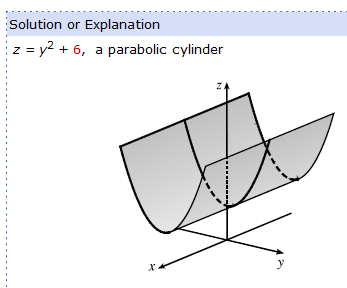 Solution or Explanation
z = y² + 6, a parabolic cylinder
z
x
y